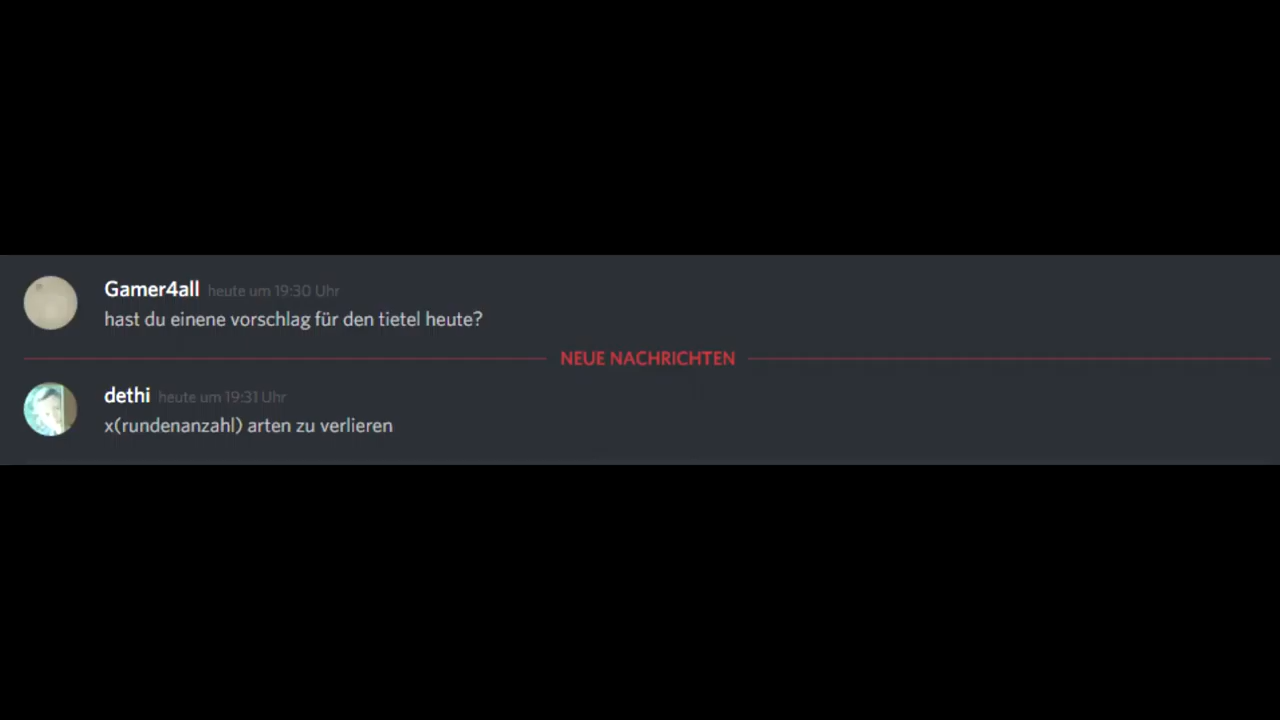 Gamer4all heute um 19:30 Uhr
hast du einene vorschlag für den tietel heute?
NEUE NACHRICHTEN
dethi heute um 19:31 Uhr
x(rundenanzahl) arten zu verlieren